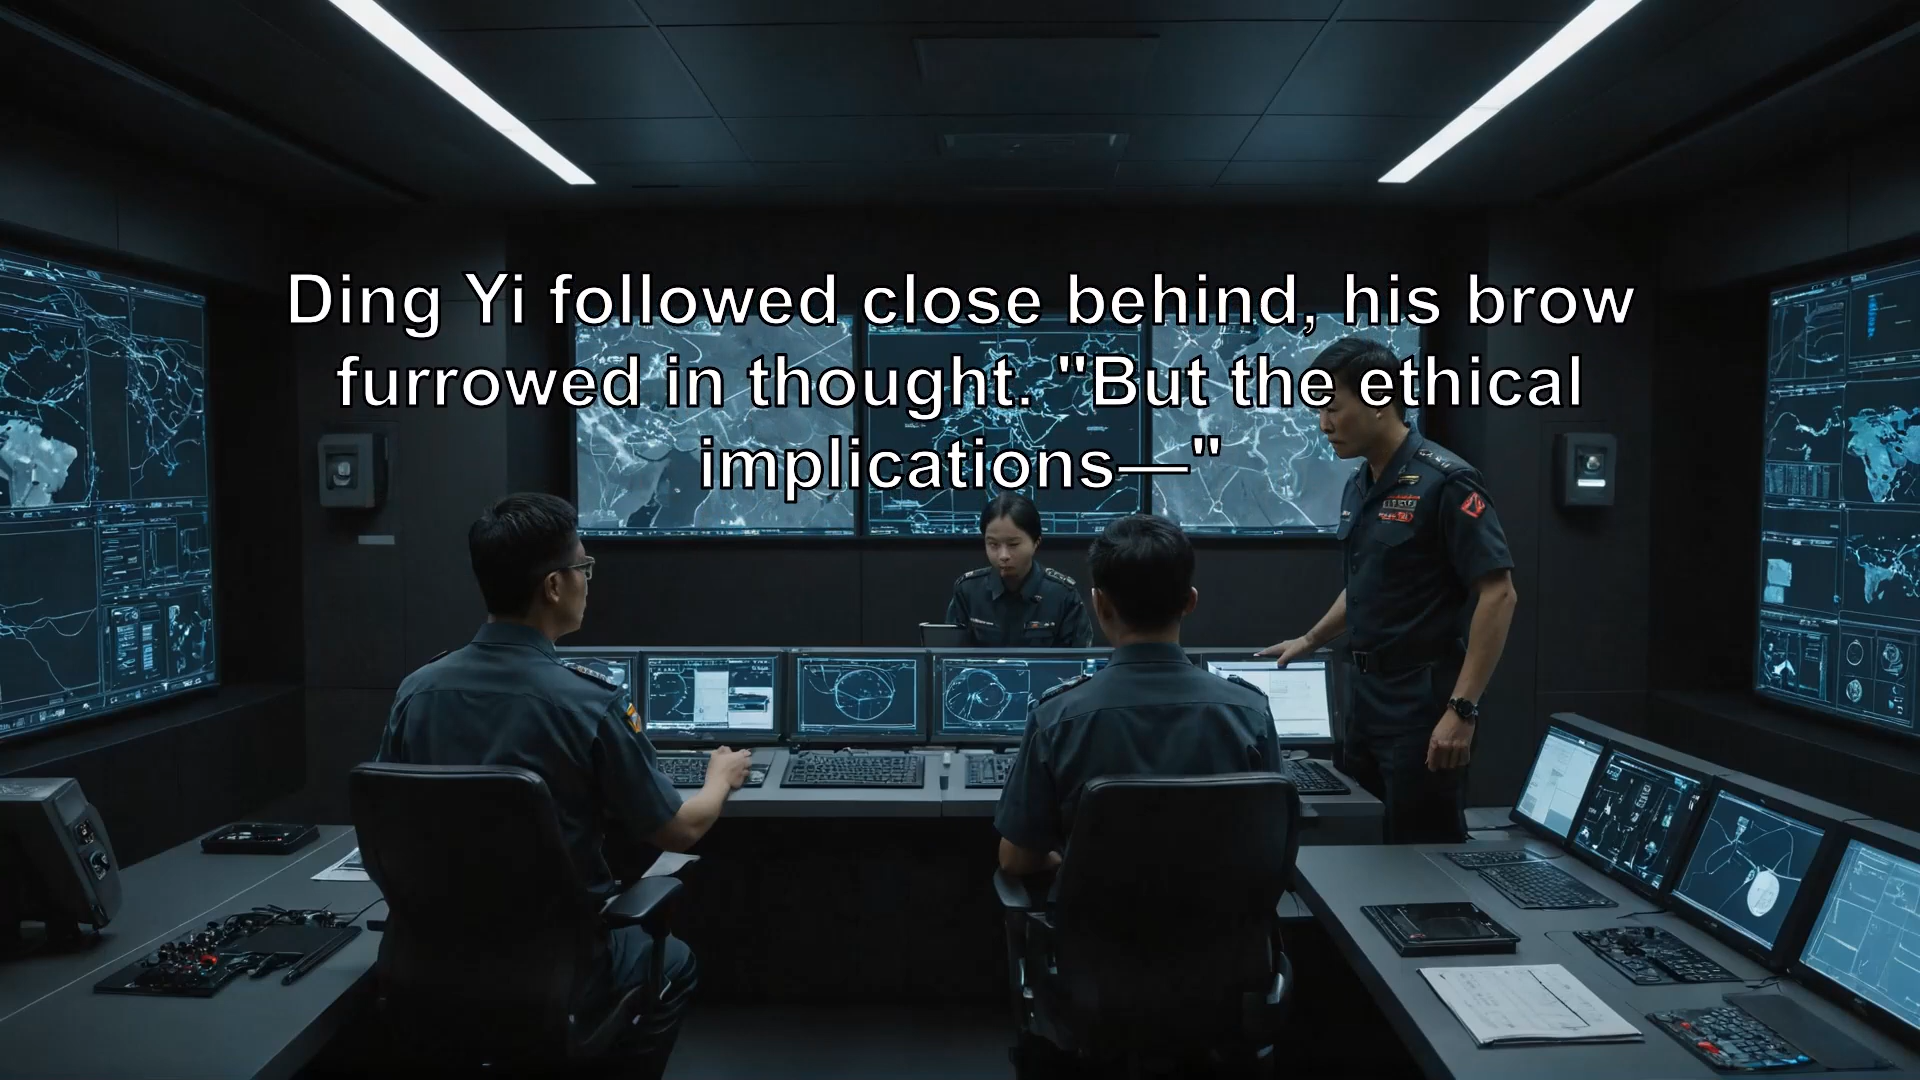 Ding Yi followed close behind, his brow
furrowed in thought. "But the ethical
implications—"